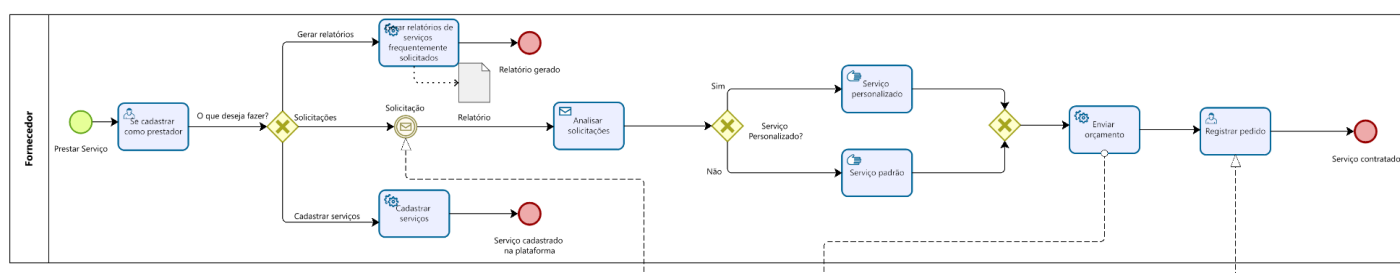 Fornecedor
Prestar Serviço
Se cadastrar
como prestador
O que deseja fazer?
Gerar relatórios
Gerar relatórios de
serviços
frequentemente
solicitados
Relatório gerado
Solicitações
Solicitação
Relatório
Analisar
solicitações
Cadastrar serviços
Cadastrar
serviços
Serviço cadastrado
na plataforma
Sim
Serviço
Personalizado?
Não
Serviço
personalizado
Serviço padrão
Enviar
orçamento
Registrar pedido
Serviço contratado